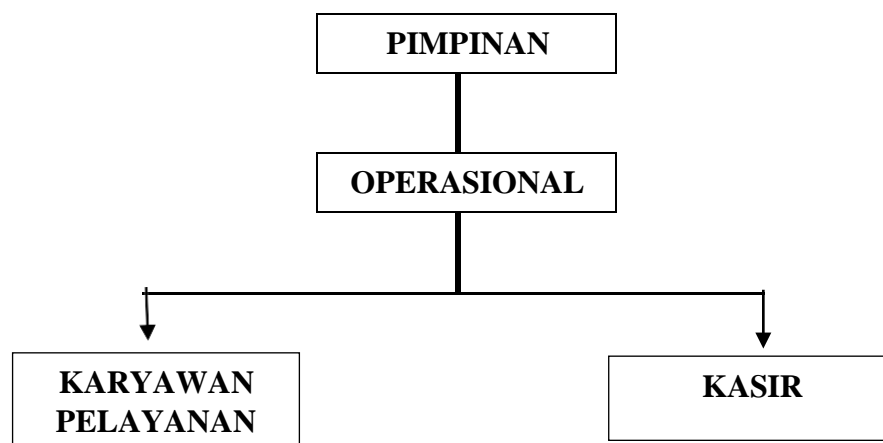 PIMPINAN
OPERASIONAL
KARYAWAN
PELAYANAN
KASIR